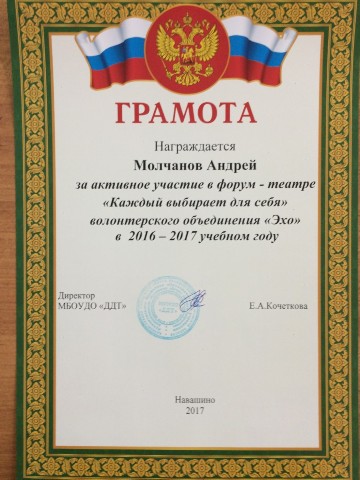 ГРАМОТА
Награждается
Молчанов Андрей
за активное участие в форум - театре
«Каждый выбирает для себя»
волонтерского объединения «Эхо»
в 2016 – 2017 учебном году
Директор
МБОУДО «ДДТ»
Е.А.Кочеткова
"ДДТ"
Навашино
2017